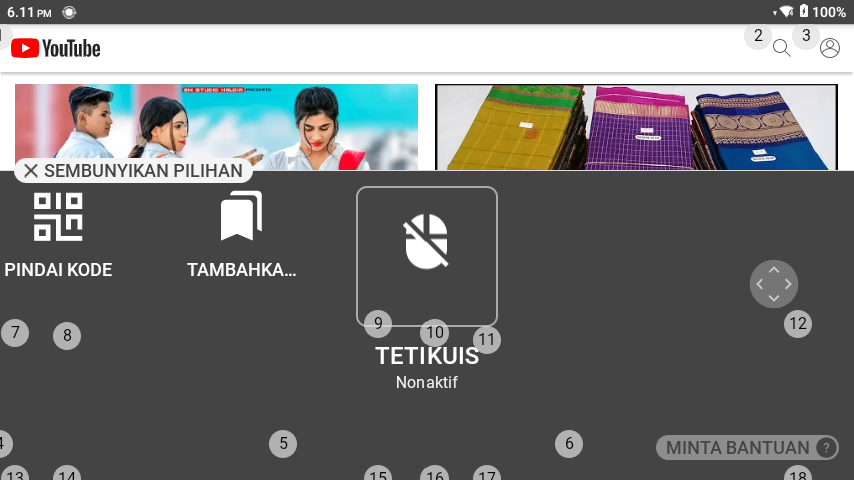 6.11 PM
100%
1
YouTube
2
3
SM STUDIO HALDIA PRESENTS
SEMBUNYIKAN PILIHAN
PINDAI KODE
TAMBAHKA...
7
8
9
10
11
12
TETIKUIS
Nonaktif
4
5
6
MINTA BANTUAN ?
13
14
15
16
17
18